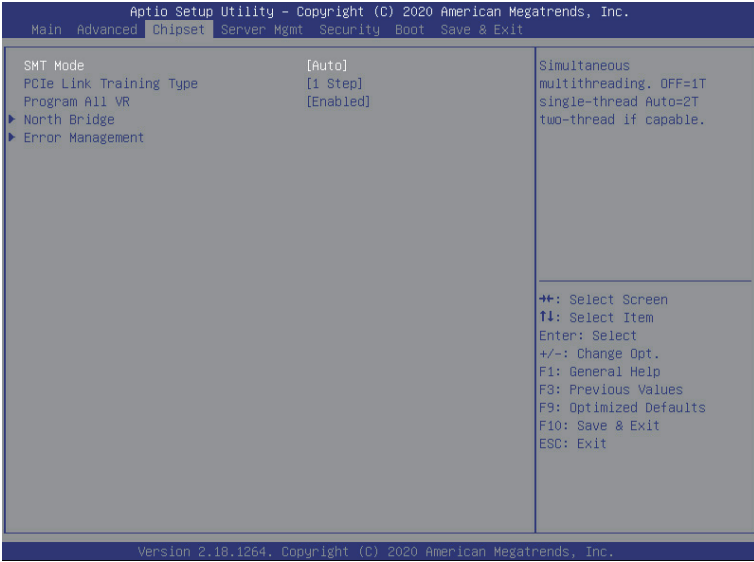 Aptio Setup Utility – Copyright (C) 2020 American Megatrends, Inc.
Main Advanced Chipset Server Mgmt Security Boot Save & Exit
SMT Mode [Auto]
PCIe Link Training Type [1 Step]
Program All VR [Enabled]
▶ North Bridge
▶ Error Management
Simultaneous
multithreading. OFF=1T
single-thread Auto=2T
two-thread if capable.
→←: Select Screen
↑↓: Select Item
Enter: Select
+/-: Change Opt.
F1: General Help
F3: Previous Values
F9: Optimized Defaults
F10: Save & Exit
ESC: Exit
Version 2.18.1264. Copyright (C) 2020 American Megatrends, Inc.